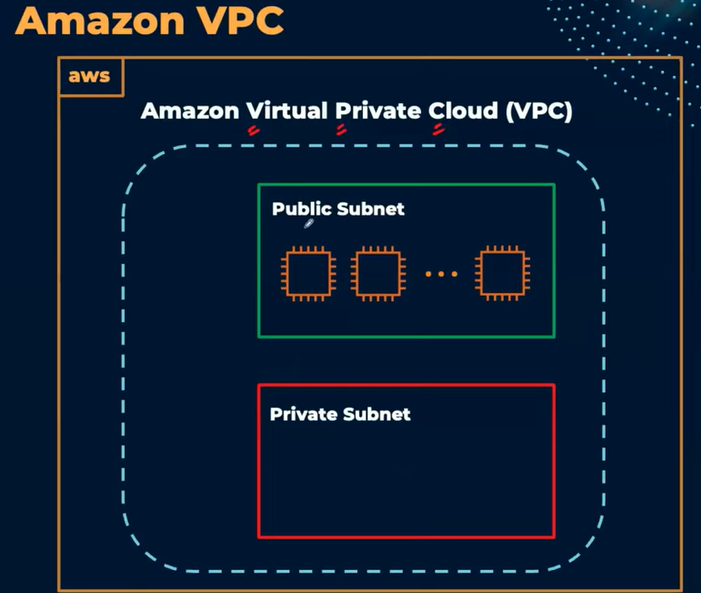 Amazon VPC
aws
Amazon Virtual Private Cloud (VPC)
Public Subnet
Private Subnet